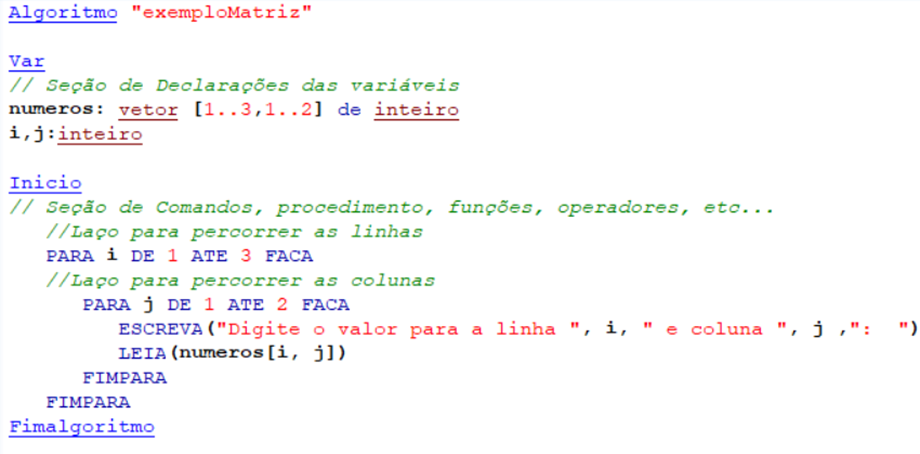 Algoritmo "exemploMatriz"
Var
// Seção de Declarações das variáveis
numeros: vetor [1..3,1..2] de inteiro
i,j:inteiro
Inicio
// Seção de Comandos, procedimento, funções, operadores, etc...
//Laço para percorrer as linhas
PARA i DE 1 ATE 3 FACA
//Laço para percorrer as colunas
PARA j DE 1 ATE 2 FACA
ESCREVA("Digite o valor para a linha ", i, " e coluna ", j ,":  ")
LEIA(numeros[i, j])
FIMPARA
FIMPARA
Fimalgoritmo